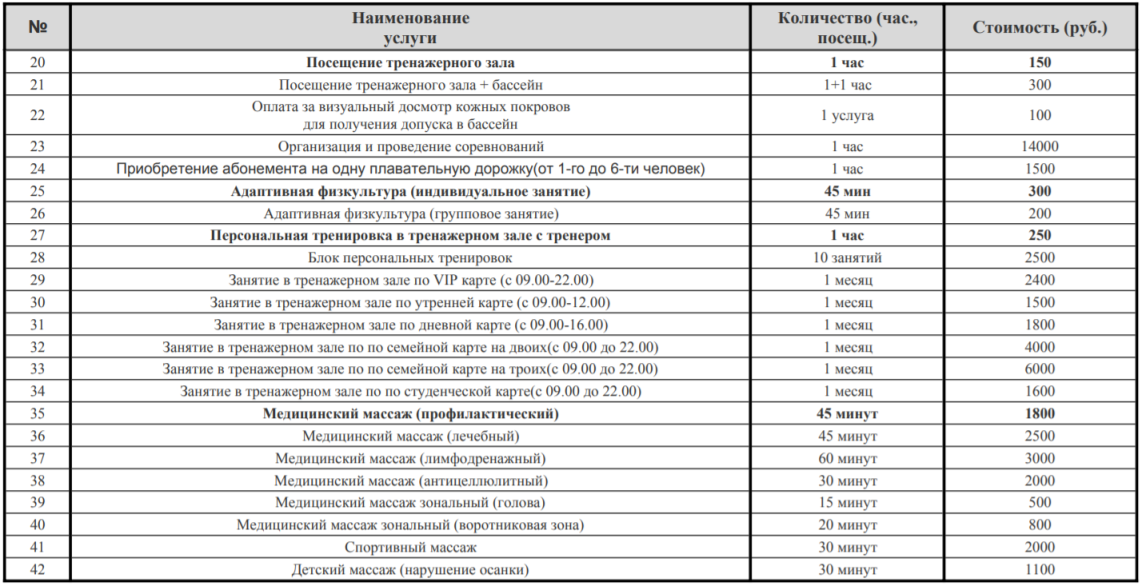 № Наименование услуги Количество (час., посещ.) Стоимость (руб.)
20 Посещение тренажерного зала 1 час 150
21 Посещение тренажерного зала + бассейн 1+1 час 300
22 Оплата за визуальный досмотр кожных покровов
для получения допуска в бассейн 1 услуга 100
23 Организация и проведение соревнований 1 час 14000
24 Приобретение абонемента на одну плавательную дорожку(от 1-го до 6-ти человек) 1 час 1500
25 Адаптивная физкультура (индивидуальное занятие) 45 мин 300
26 Адаптивная физкультура (групповое занятие) 45 мин 200
27 Персональная тренировка в тренажерном зале с тренером 1 час 250
28 Блок персональных тренировок 10 занятий 2500
29 Занятие в тренажерном зале по VIP карте (с 09.00-22.00) 1 месяц 2400
30 Занятие в тренажерном зале по утренней карте (с 09.00-12.00) 1 месяц 1500
31 Занятие в тренажерном зале по дневной карте (с 09.00-16.00) 1 месяц 1800
32 Занятие в тренажерном зале по по семейной карте на двоих(с 09.00 до 22.00) 1 месяц 4000
33 Занятие в тренажерном зале по по семейной карте на троих(с 09.00 до 22.00) 1 месяц 6000
34 Занятие в тренажерном зале по по студенческой карте(с 09.00 до 22.00) 1 месяц 1600
35 Медицинский массаж (профилактический) 45 минут 1800
36 Медицинский массаж (лечебный) 45 минут 2500
37 Медицинский массаж (лимфодренажный) 60 минут 3000
38 Медицинский массаж (антицеллюлитный) 30 минут 2000
39 Медицинский массаж зональный (голова) 15 минут 500
40 Медицинский массаж зональный (воротниковая зона) 20 минут 800
41 Спортивный массаж 30 минут 2000
42 Детский массаж (нарушение осанки) 30 минут 1100